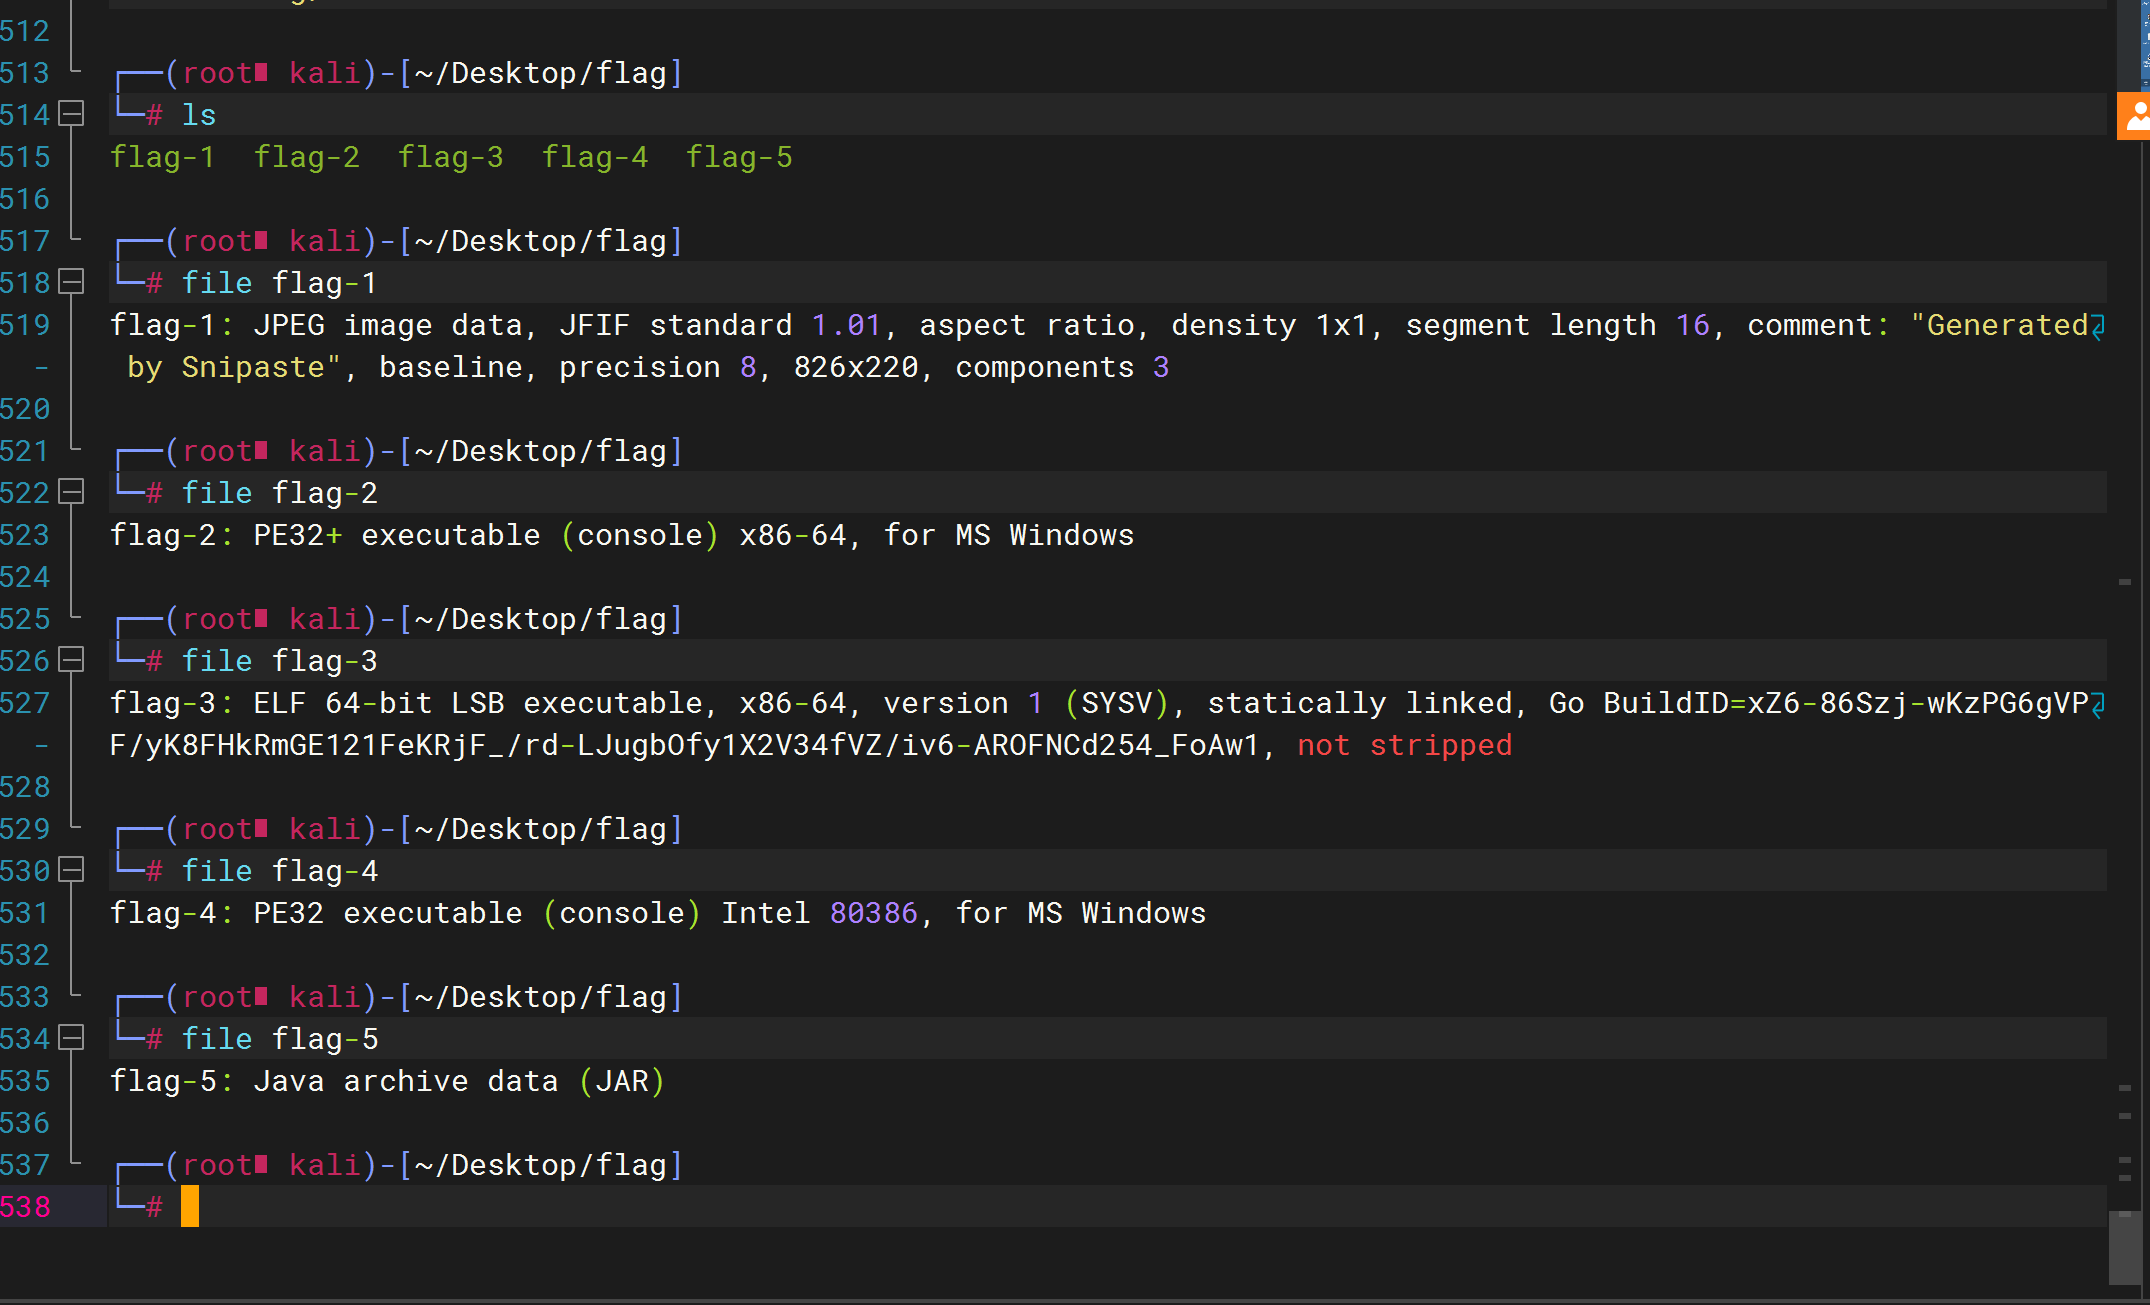 512
513 ┌──(root kali)-[~/Desktop/flag]
514 └─# ls
515 flag-1  flag-2  flag-3  flag-4  flag-5
516
517 ┌──(root kali)-[~/Desktop/flag]
518 └─# file flag-1
519 flag-1: JPEG image data, JFIF standard 1.01, aspect ratio, density 1x1, segment length 16, comment: "Generated
- by Snipaste", baseline, precision 8, 826x220, components 3
520
521 ┌──(root kali)-[~/Desktop/flag]
522 └─# file flag-2
523 flag-2: PE32+ executable (console) x86-64, for MS Windows
524
525 ┌──(root kali)-[~/Desktop/flag]
526 └─# file flag-3
527 flag-3: ELF 64-bit LSB executable, x86-64, version 1 (SYSV), statically linked, Go BuildID=xZ6-86Szj-wKzPG6gVP
- F/yK8FHkRmGE121FeKRjF_/rd-LJugbOfy1X2V34fVZ/iv6-AROFNCd254_FoAw1, not stripped
528
529 ┌──(root kali)-[~/Desktop/flag]
530 └─# file flag-4
531 flag-4: PE32 executable (console) Intel 80386, for MS Windows
532
533 ┌──(root kali)-[~/Desktop/flag]
534 └─# file flag-5
535 flag-5: Java archive data (JAR)
536
537 ┌──(root kali)-[~/Desktop/flag]
538 └─#